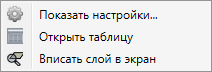 Показать настройки...
Открыть таблицу
Вписать слой в экран